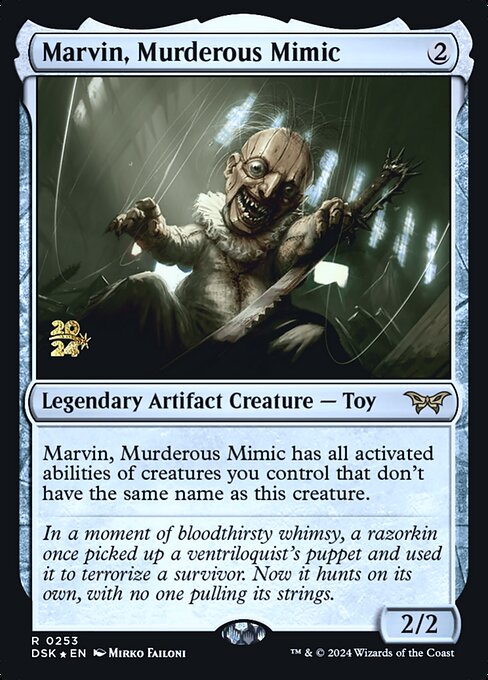 Marvin, Murderous Mimic 2
20
24
Legendary Artifact Creature — Toy
Marvin, Murderous Mimic has all activated
abilities of creatures you control that don't
have the same name as this creature.
In a moment of bloodthirsty whimsy, a razorkin
once picked up a ventriloquist's puppet and used
it to terrorize a survivor. Now it hunts on its
own, with no one pulling its strings.
2/2
R 0253
DSK ★ EN Mirko Failoni
™ & © 2024 Wizards of the Coast